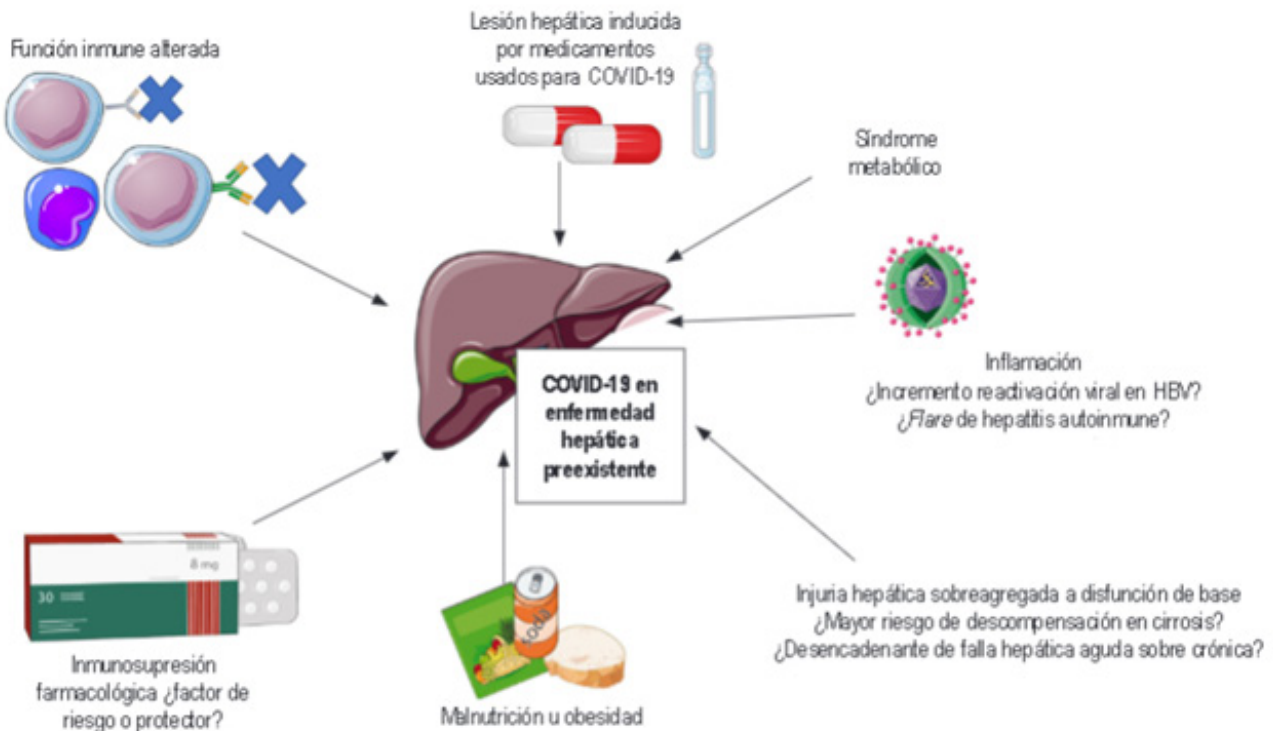 Función inmune alterada
Lesión hepática inducida
por medicamentos
usados para COVID-19
Síndrome
metabólico
Inflamación
¿Incremento reactivación viral en HBV?
¿Flare de hepatitis autoinmune?
COVID-19 en
enfermedad
hepática
preexistente
8 mg
30
Inmunosupresión
farmacológica ¿factor de
riesgo o protector?
soda
Malnutrición u obesidad
Injuria hepática sobreagregada a disfunción de base
¿Mayor riesgo de descompensación en cirrosis?
¿Desencadenante de falla hepática aguda sobre crónica?